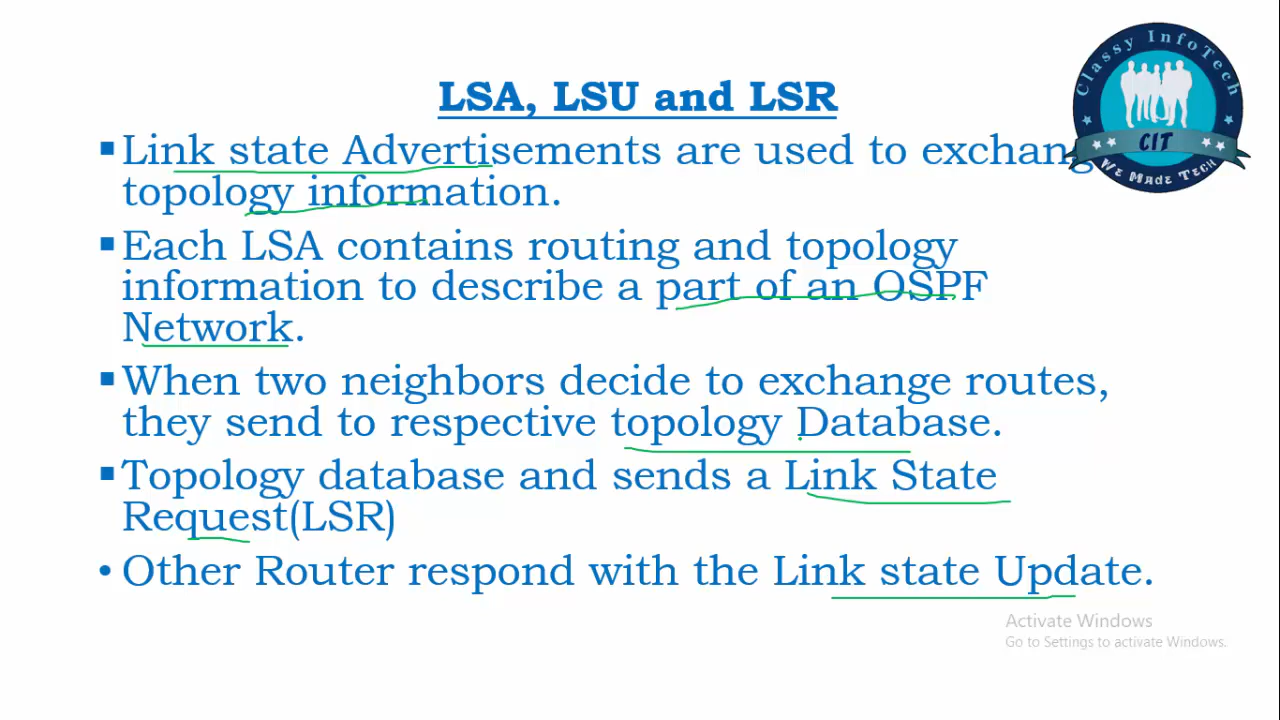 LSA, LSU and LSR
▪Link state Advertisements are used to exchang
topology information.
▪Each LSA contains routing and topology
information to describe a part of an OSPF
Network.
▪When two neighbors decide to exchange routes,
they send to respective topology Database.
▪Topology database and sends a Link State
Request(LSR)
•Other Router respond with the Link state Update.
Classy InfoTech
CIT
We Made Tech
Activate Windows
Go to Settings to activate Windows.